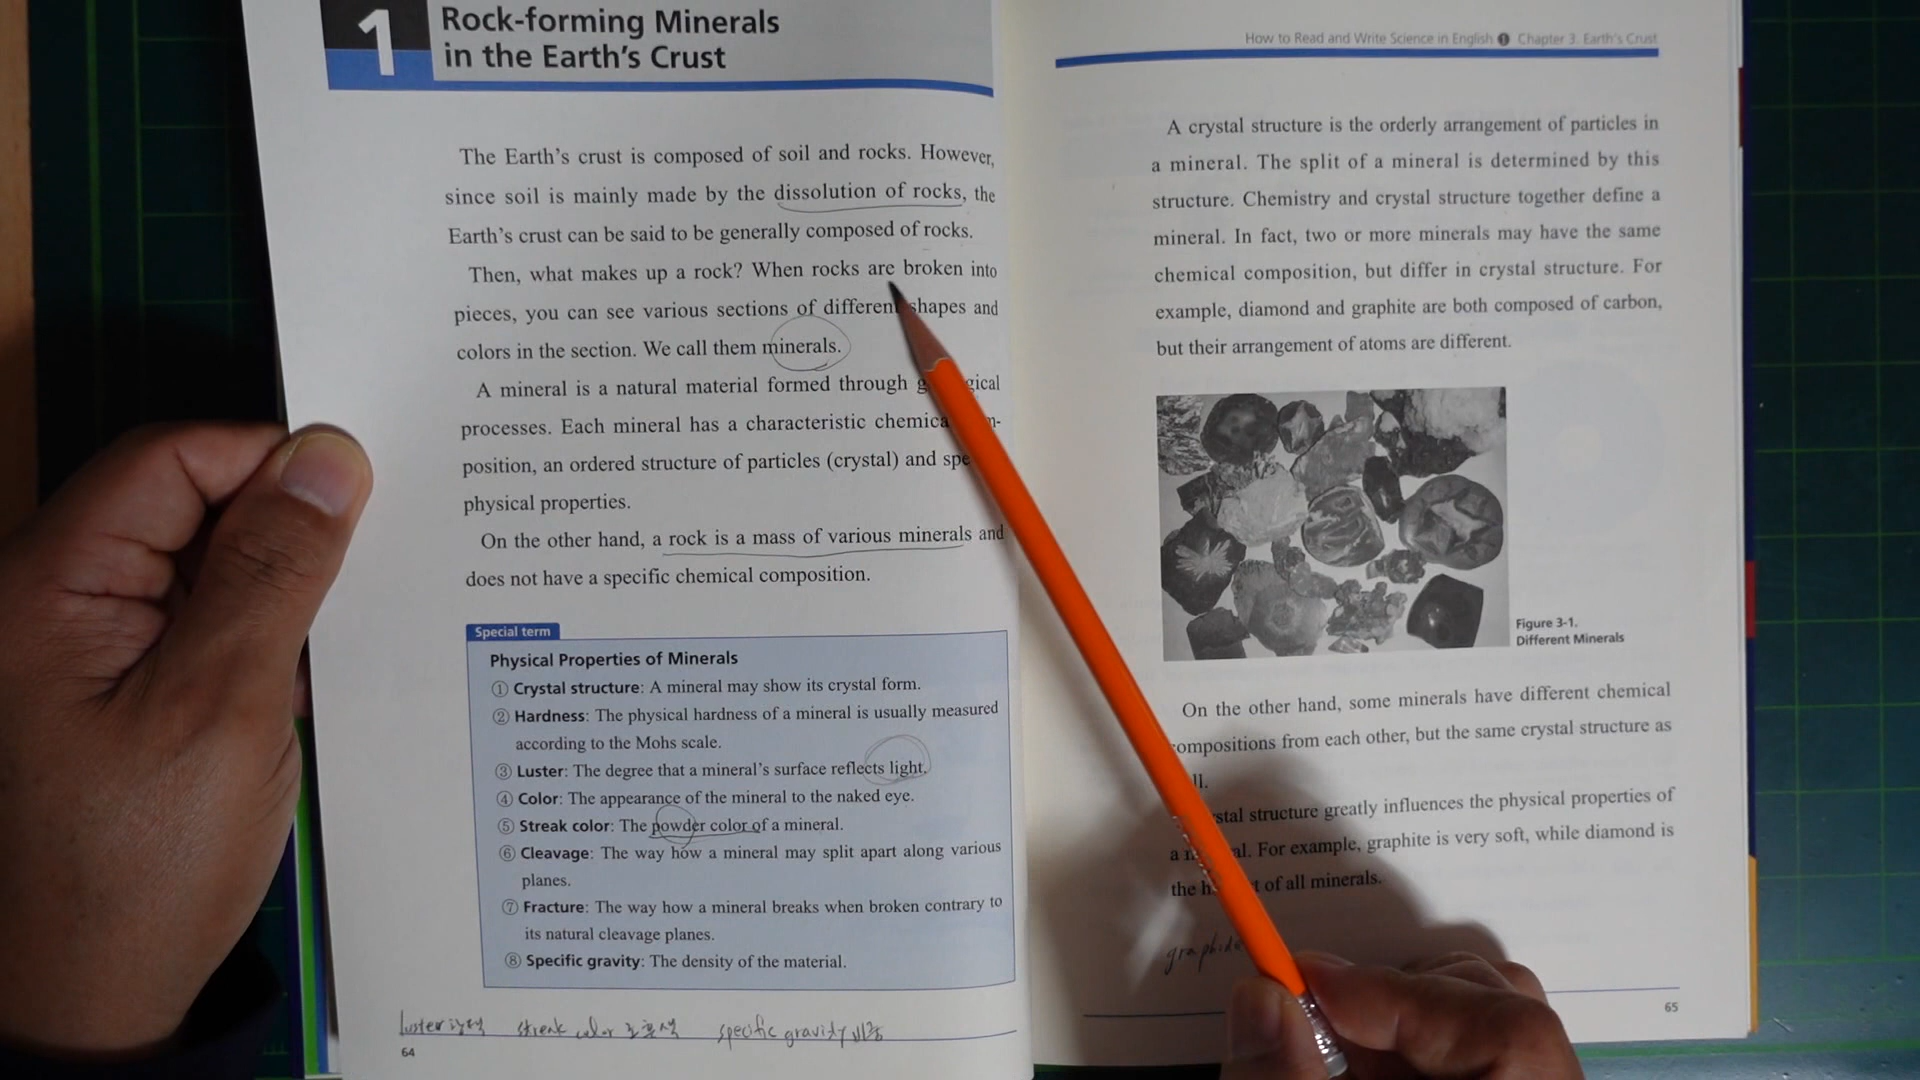 1
Rock-forming Minerals
in the Earth's Crust
The Earth's crust is composed of soil and rocks. However,
since soil is mainly made by the dissolution of rocks, the
Earth's crust can be said to be generally composed of rocks.
Then, what makes up a rock? When rocks are broken into
pieces, you can see various sections of different shapes and
colors in the section. We call them minerals.
A mineral is a natural material formed through
processes. Each mineral has a characteristic
position, an ordered structure of particles (crystal) and
physical properties.
On the other hand, a rock is a mass of various minerals and
does not have a specific chemical composition.
Special term
Physical Properties of Minerals
① Crystal structure: A mineral may show its crystal form.
② Hardness: The physical hardness of a mineral is usually measured
according to the Mohs scale.
③ Luster: The degree that a mineral's surface reflects light.
④ Color: The appearance of the mineral to the naked eye.
⑤ Streak color: The powder color of a mineral.
⑥ Cleavage: The way how a mineral may split apart along various
planes.
⑦ Fracture: The way how a mineral breaks when broken contrary to
its natural cleavage planes.
⑧ Specific gravity: The density of the material.
luster 광택 streak color 조흔색 specific gravity 비중
64
How to Read and Write Science in English ❶ Chapter 3. Earth's Crust
A crystal structure is the orderly arrangement of particles in
a mineral. The split of a mineral is determined by this
structure. Chemistry and crystal structure together define a
mineral. In fact, two or more minerals may have the same
chemical composition, but differ in crystal structure. For
example, diamond and graphite are both composed of carbon,
but their arrangement of atoms are different.
Figure 3-1.
Different Minerals
On the other hand, some minerals have different chemical
compositions from each other, but the same crystal structure as
structure greatly influences the physical properties of
a For example, graphite is very soft, while diamond is
the of all minerals.
65